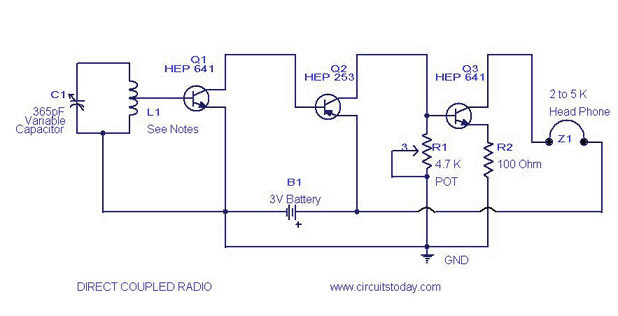 Q1
HEP 641
Q2
HEP 253
Q3
HEP 641
C1
365pF
Variable
Capacitor
L1
See Notes
2 to 5 K
Head Phone
Z1
3
R1
4.7 K
POT
R2
100 Ohm
B1
3V Battery
+
GND
DIRECT COUPLED RADIO
www.circuitstoday.com